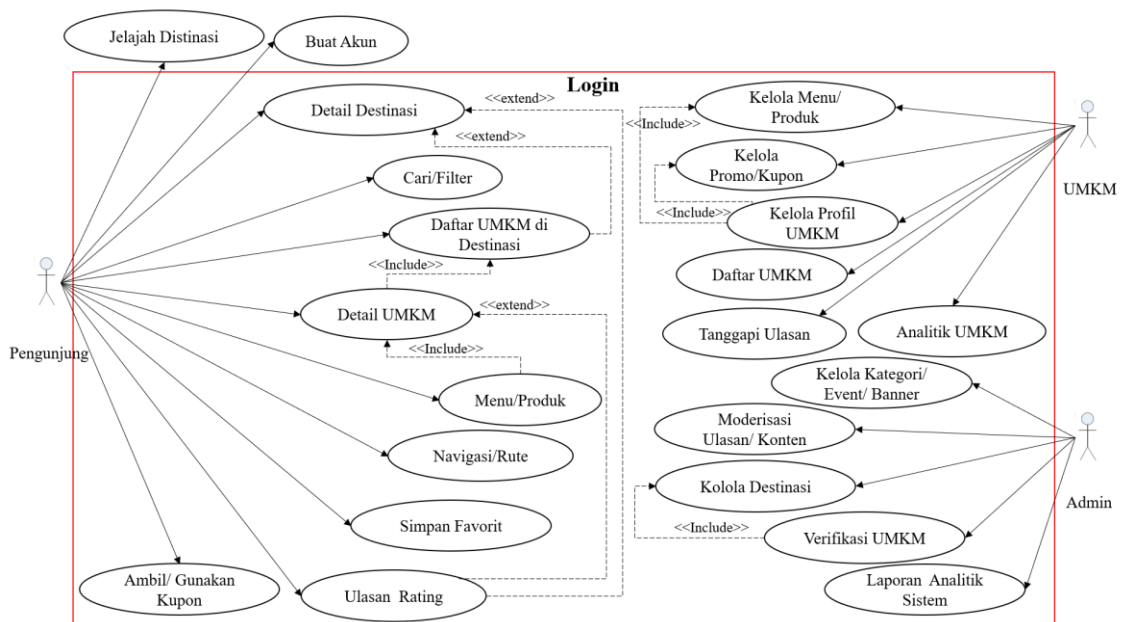 Jelajah Distinasi
Buat Akun
Login
Detail Destinasi
<<extend>>
<<extend>>
Cari/Filter
Daftar UMKM di
Destinasi
<<Include>>
Detail UMKM
<<extend>>
<<Include>>
Pengunjung
Menu/Produk
Navigasi/Rute
Simpan Favorit
Ambil/ Gunakan
Kupon
Ulasan Rating
Kelola Menu/
Produk
<<Include>>
Kelola
Promo/Kupon
UMKM
<<Include>>
Kelola Profil
UMKM
Daftar UMKM
Tanggapi Ulasan
Analitik UMKM
Kelola Kategori/
Event/ Banner
Moderisasi
Ulasan/ Konten
Kolola Destinasi
Admin
<<Include>>
Verifikasi UMKM
Laporan Analitik
Sistem